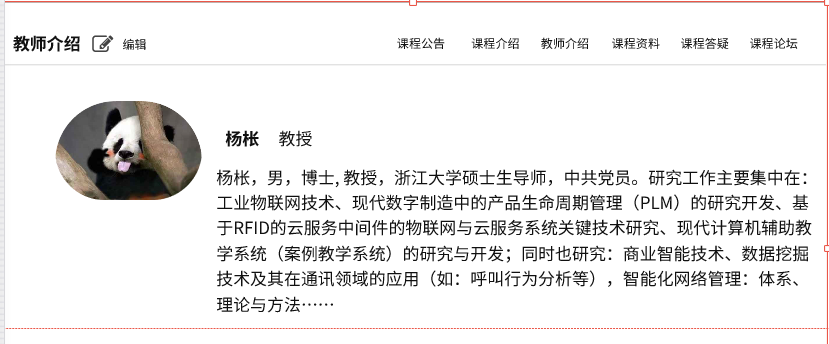 教师介绍 编辑 课程公告 课程介绍 教师介绍 课程资料 课程答疑 课程论坛
杨枨 教授
杨枨，男，博士, 教授，浙江大学硕士生导师，中共党员。研究工作主要集中在：
工业物联网技术、现代数字制造中的产品生命周期管理（PLM）的研究开发、基
于RFID的云服务中间件的物联网与云服务系统关键技术研究、现代计算机辅助教
学系统（案例教学系统）的研究与开发；同时也研究：商业智能技术、数据挖掘
技术及其在通讯领域的应用（如：呼叫行为分析等），智能化网络管理：体系、
理论与方法……